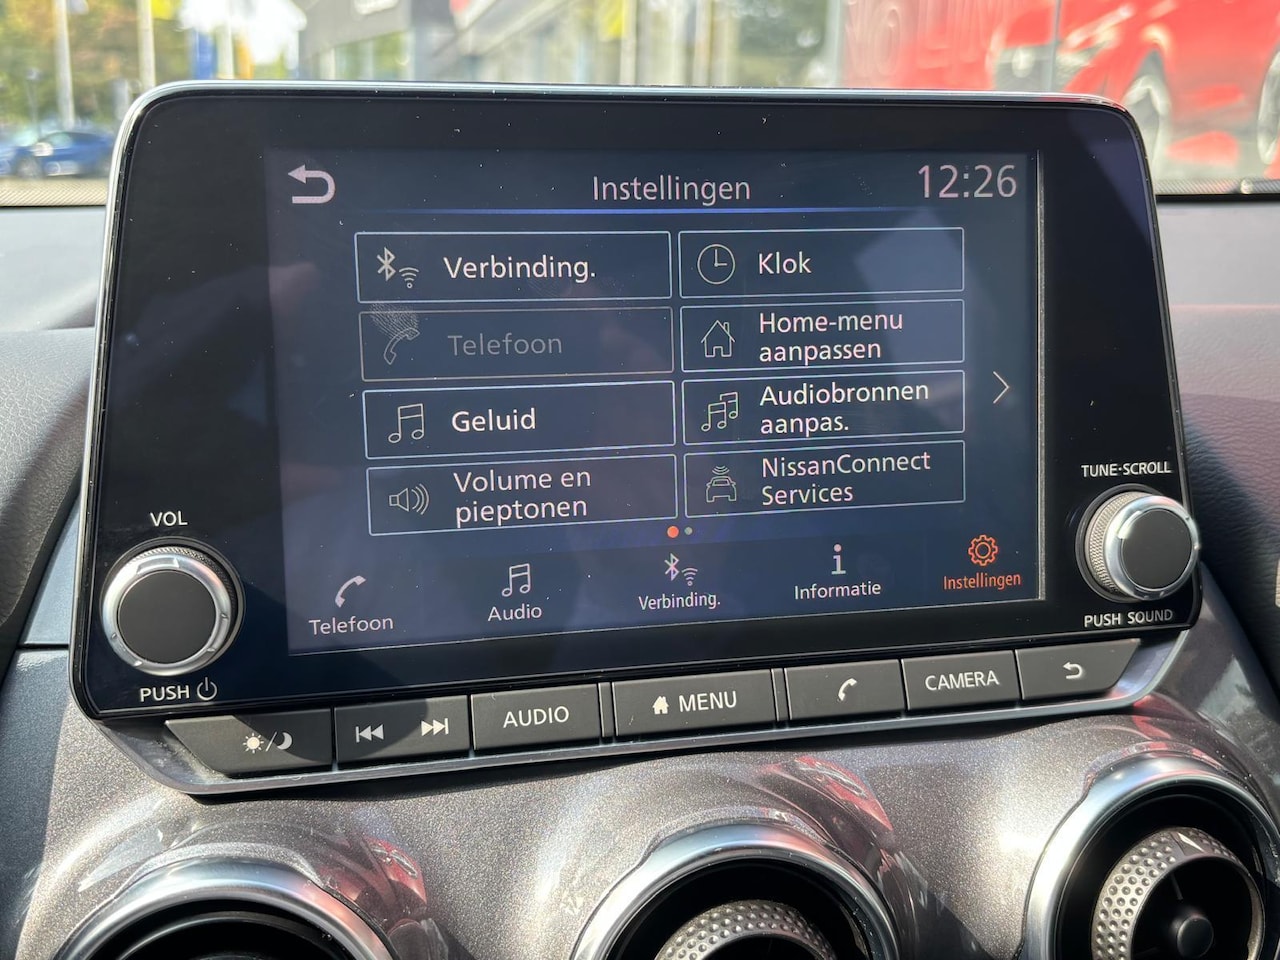 Instellingen
12:26
Verbinding.
Klok
Telefoon
Home-menu
aanpassen
Geluid
Audiobronnen
aanpas.
Volume en
pieptonen
NissanConnect
Services
TUNE·SCROLL
VOL
Telefoon
Audio
Verbinding.
Informatie
Instellingen
PUSH
PUSH SOUND
AUDIO
MENU
CAMERA